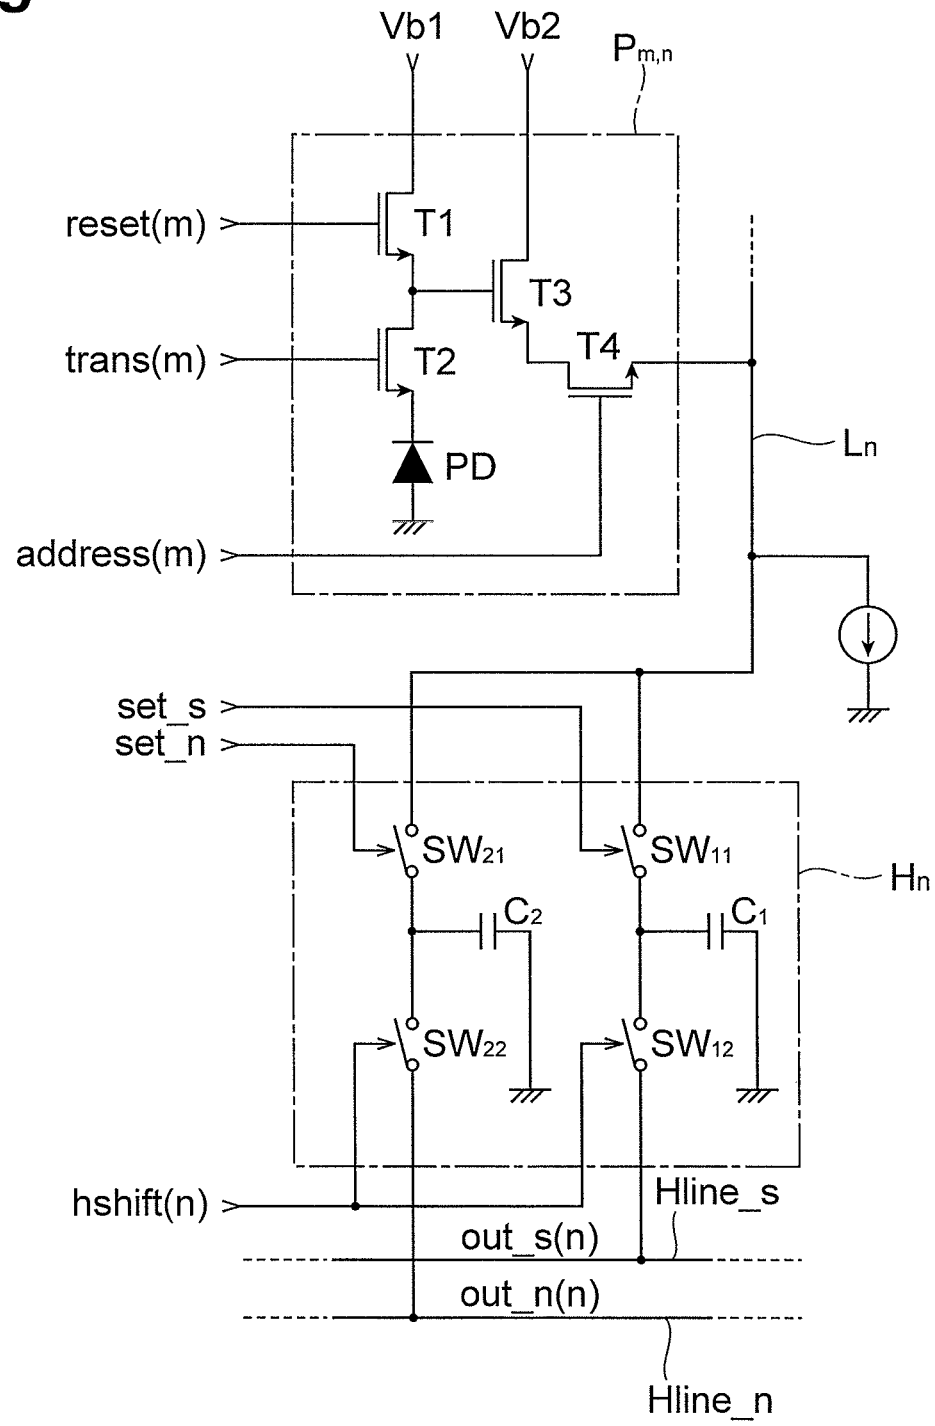 Vb1 Vb2
Pm,n
reset(m)
T1
T3
trans(m)
T2
T4
Ln
PD
address(m)
set_s
set_n
SW21
SW11
Hn
C2
C1
SW22
SW12
hshift(n)
Hline_s
out_s(n)
out_n(n)
Hline_n